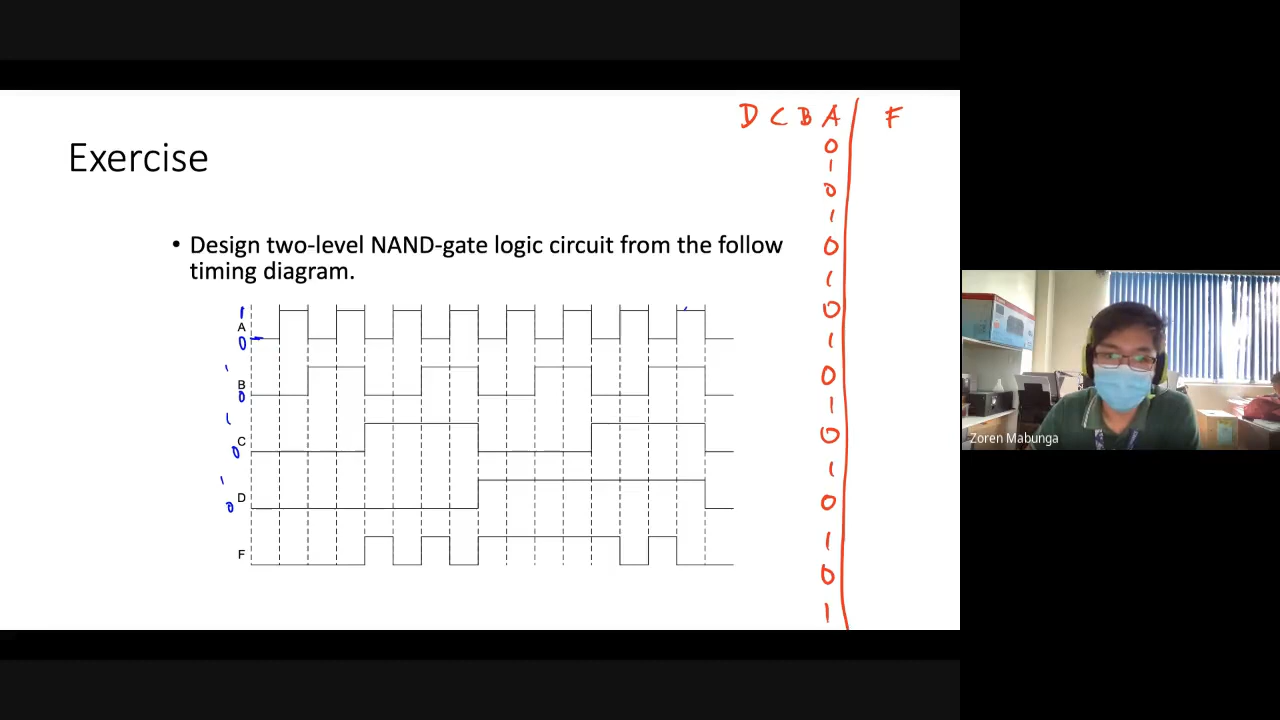 D C B A F
Exercise
0
1
0
1
• Design two-level NAND-gate logic circuit from the follow
timing diagram.
0
1
0
1
0
1
0
1
0
1
0
1
1
A
0
1
B
0
1
C
0
1
D
0
F
Zoren Mabunga